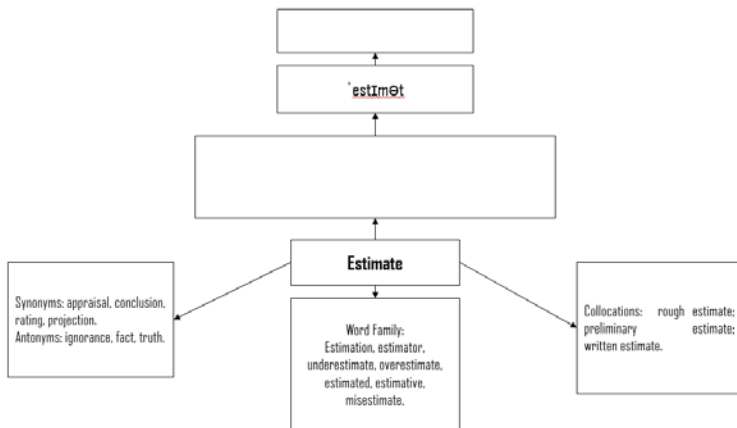 ˈestɪmət
Estimate
Synonyms: appraisal, conclusion,
rating, projection.
Antonyms: ignorance, fact, truth.
Word Family:
Estimation, estimator,
underestimate, overestimate,
estimated, estimative,
misestimate.
Collocations: rough estimate;
preliminary estimate;
written estimate.